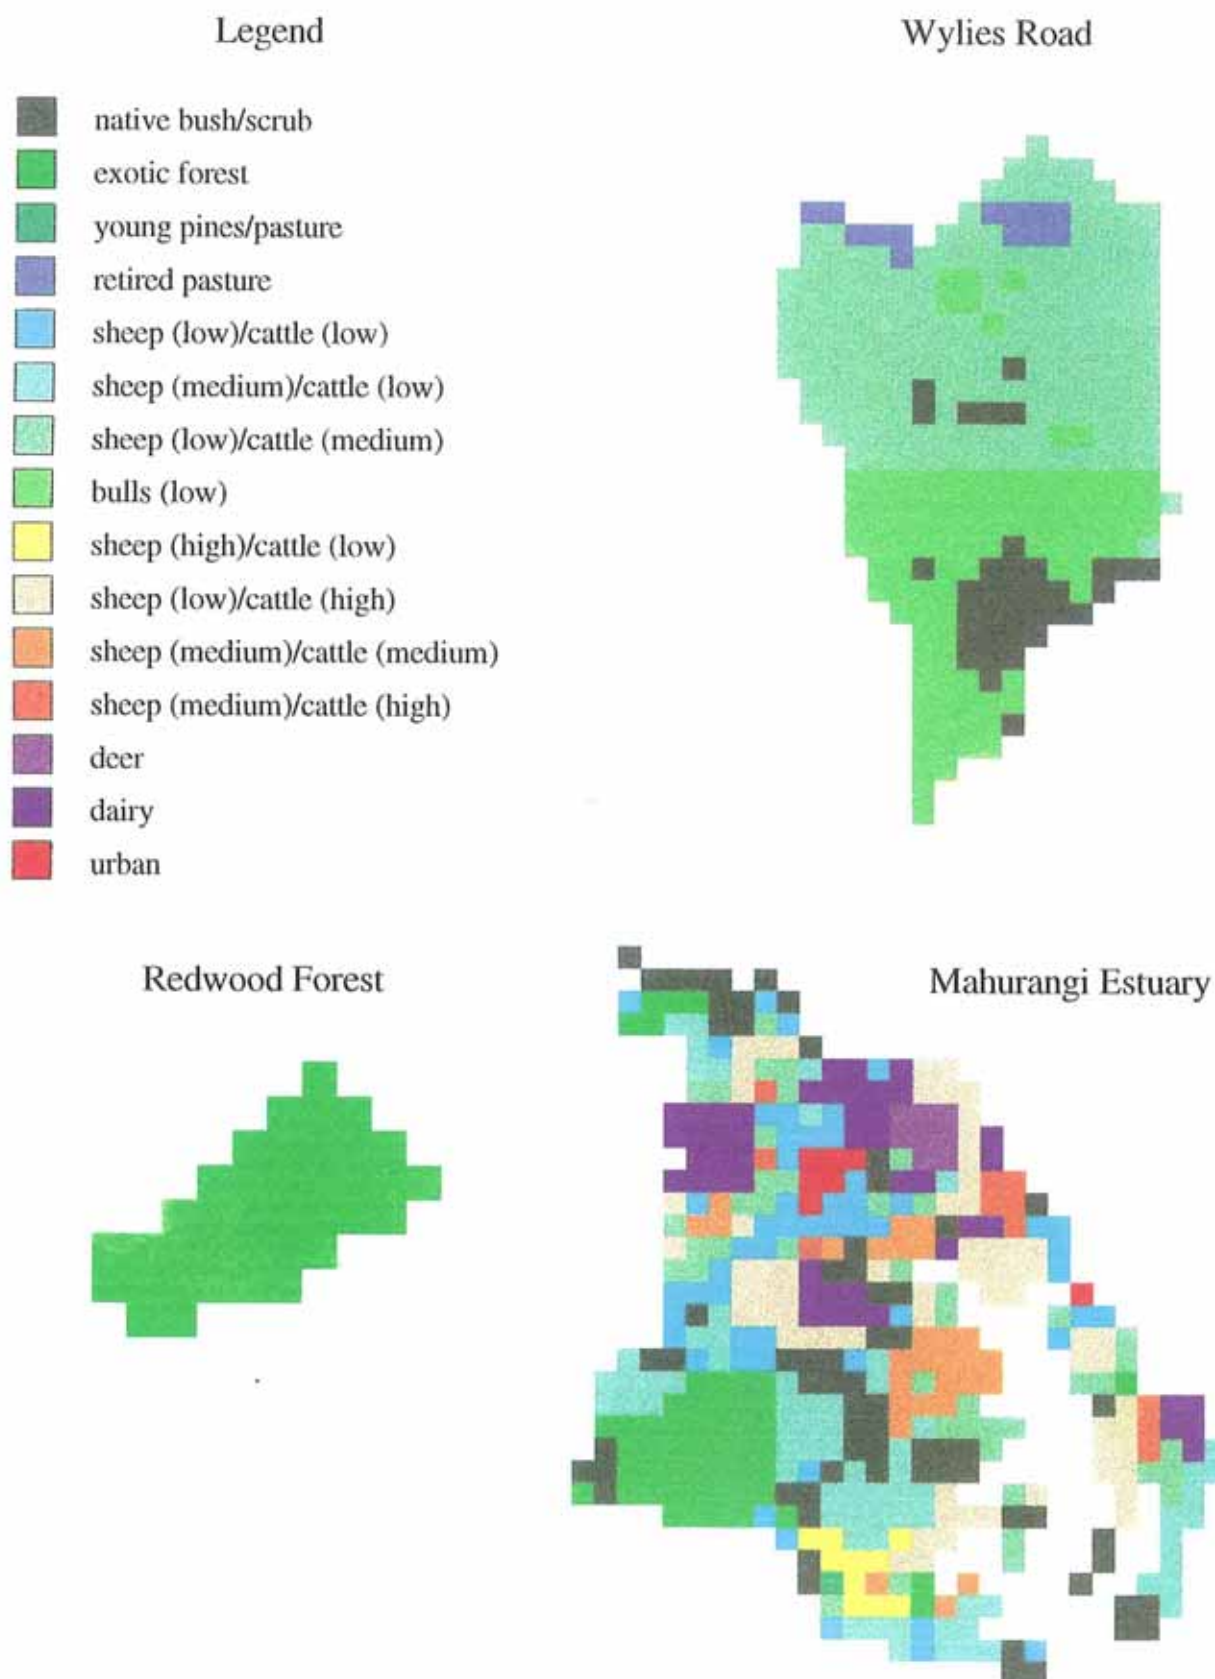 Legend
native bush/scrub
exotic forest
young pines/pasture
retired pasture
sheep (low)/cattle (low)
sheep (medium)/cattle (low)
sheep (low)/cattle (medium)
bulls (low)
sheep (high)/cattle (low)
sheep (low)/cattle (high)
sheep (medium)/cattle (medium)
sheep (medium)/cattle (high)
deer
dairy
urban
Wylies Road
Redwood Forest
Mahurangi Estuary